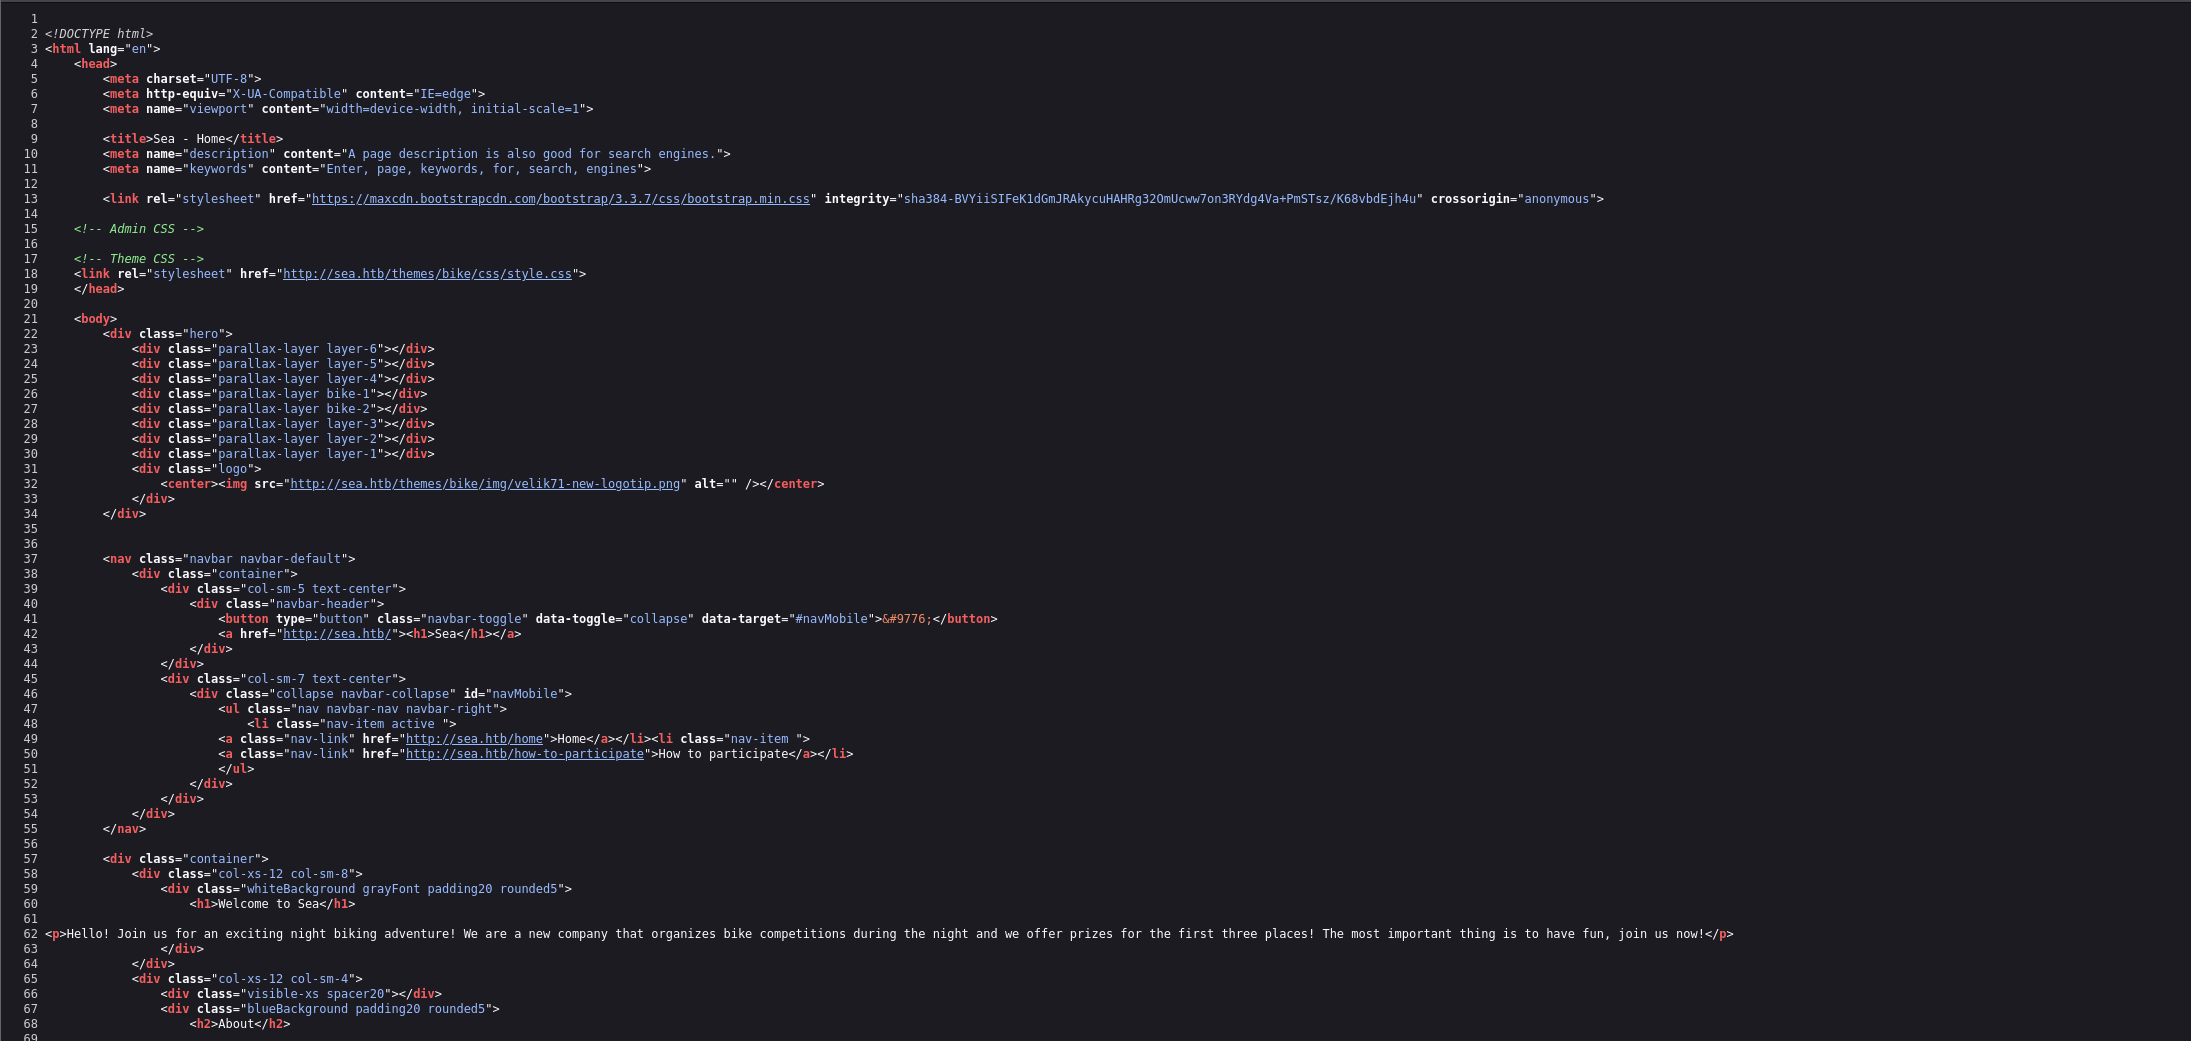 1
2 <!DOCTYPE html>
3 <html lang="en">
4     <head>
5         <meta charset="UTF-8">
6         <meta http-equiv="X-UA-Compatible" content="IE=edge">
7         <meta name="viewport" content="width=device-width, initial-scale=1">
8
9         <title>Sea - Home</title>
10         <meta name="description" content="A page description is also good for search engines.">
11         <meta name="keywords" content="Enter, page, keywords, for, search, engines">
12
13         <link rel="stylesheet" href="https://maxcdn.bootstrapcdn.com/bootstrap/3.3.7/css/bootstrap.min.css" integrity="sha384-BVYiiSIFeK1dGmJRAkycuHAHRg32OmUcww7on3RYdg4Va+PmSTsz/K68vbdEjh4u" crossorigin="anonymous">
14
15     <!-- Admin CSS -->
16
17     <!-- Theme CSS -->
18     <link rel="stylesheet" href="http://sea.htb/themes/bike/css/style.css">
19     </head>
20
21     <body>
22         <div class="hero">
23             <div class="parallax-layer layer-6"></div>
24             <div class="parallax-layer layer-5"></div>
25             <div class="parallax-layer layer-4"></div>
26             <div class="parallax-layer bike-1"></div>
27             <div class="parallax-layer bike-2"></div>
28             <div class="parallax-layer layer-3"></div>
29             <div class="parallax-layer layer-2"></div>
30             <div class="parallax-layer layer-1"></div>
31             <div class="logo">
32                 <center><img src="http://sea.htb/themes/bike/img/velik71-new-logotip.png" alt="" /></center>
33             </div>
34         </div>
35
36
37         <nav class="navbar navbar-default">
38             <div class="container">
39                 <div class="col-sm-5 text-center">
40                     <div class="navbar-header">
41                         <button type="button" class="navbar-toggle" data-toggle="collapse" data-target="#navMobile">&#9776;</button>
42                         <a href="http://sea.htb/"><h1>Sea</h1></a>
43                     </div>
44                 </div>
45                 <div class="col-sm-7 text-center">
46                     <div class="collapse navbar-collapse" id="navMobile">
47                         <ul class="nav navbar-nav navbar-right">
48                             <li class="nav-item active ">
49                         <a class="nav-link" href="http://sea.htb/home">Home</a></li><li class="nav-item ">
50                         <a class="nav-link" href="http://sea.htb/how-to-participate">How to participate</a></li>
51                         </ul>
52                     </div>
53                 </div>
54             </div>
55         </nav>
56
57         <div class="container">
58             <div class="col-xs-12 col-sm-8">
59                 <div class="whiteBackground grayFont padding20 rounded5">
60                     <h1>Welcome to Sea</h1>
61
62 <p>Hello! Join us for an exciting night biking adventure! We are a new company that organizes bike competitions during the night and we offer prizes for the first three places! The most important thing is to have fun, join us now!</p>
63                 </div>
64             </div>
65             <div class="col-xs-12 col-sm-4">
66                 <div class="visible-xs spacer20"></div>
67                 <div class="blueBackground padding20 rounded5">
68                     <h2>About</h2>
69